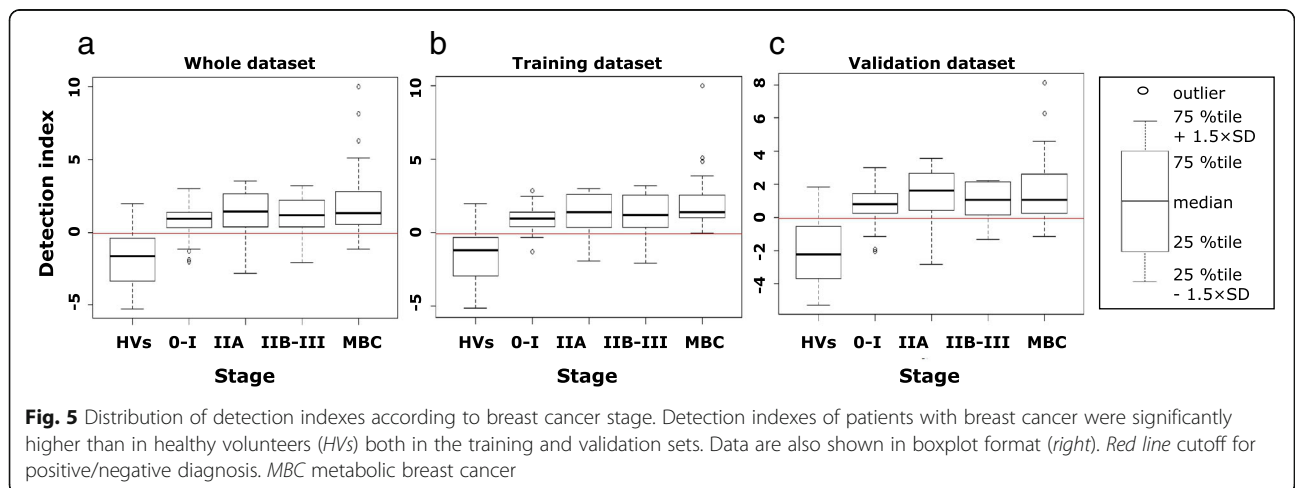 a
Whole dataset
Detection index
10
5
0
-5
HVs 0-I IIA IIB-III MBC
Stage
b
Training dataset
10
5
0
-5
HVs 0-I IIA IIB-III MBC
Stage
c
Validation dataset
8
6
4
2
0
-2
-4
HVs 0-I IIA IIB-III MBC
Stage
outlier
75 %tile
+ 1.5×SD
75 %tile
median
25 %tile
25 %tile
- 1.5×SD
Fig. 5 Distribution of detection indexes according to breast cancer stage. Detection indexes of patients with breast cancer were significantly
higher than in healthy volunteers (HVs) both in the training and validation sets. Data are also shown in boxplot format (right). Red line cutoff for
positive/negative diagnosis. MBC metabolic breast cancer